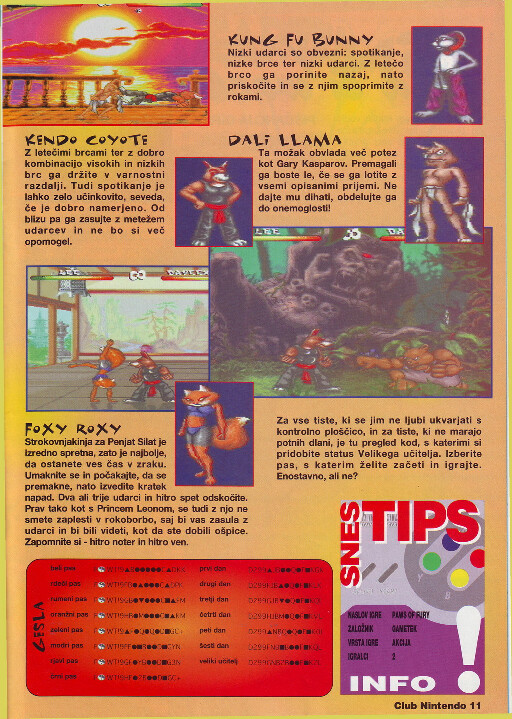 KUNG FU BUNNY
Nizki udarci so obvezni: spotikanje,
nizke brce ter nizki udarci. Z letečo
brco ga porinite nazaj, nato
priskočite in se z njim spoprimite z
rokami.
KENDO COYOTE
Z letečimi brcami ter z dobro
kombinacijo visokih in nizkih
brc ga držite v varnostni
razdalji. Tudi spotikanje je
lahko zelo učinkovito, seveda,
če je dobro namerjeno. Od
blizu pa ga zasujte z metežem
udarcev in ne bo si več
opomogel.
DALI LLAMA
Ta možak obvlada več potez
kot Gary Kasparov. Premagali
ga boste le, če se ga lotite z
vsemi opisanimi prijemi. Ne
dajte mu dihati, obdelujte ga
do onemoglosti!
LEE
FOXY ROXY
Strokovnjakinja za Penjat Silat je
izredno spretna, zato je najbolje,
da ostanete ves čas v zraku.
Umaknite se in počakajte, da se
premakne, nato izvedite kratek
napad. Dva ali trije udarci in hitro spet odskočite.
Prav tako kot s Princem Leonom, se tudi z njo ne
smete zaplesti v rokoborbo, saj bi vas zasula z
udarci in bi bili videti, kot da ste dobili ošpice.
Zapomnite si - hitro noter in hitro ven.
Za vse tiste, ki se jim ne ljubi ukvarjati s
kontrolno ploščico, in za tiste, ki ne marajo
potnih dlani, je tu pregled kod, s katerimi si
pridobite status Velikega učitelja. Izberite
pas, s katerim želite začeti in igrajte.
Enostavno, ali ne?
GESLA
beli pas
rdeči pas
rumeni pas
oranžni pas
zeleni pas
modri pas
rjavi pas
črni pas
prvi dan
drugi dan
tretji dan
četrti dan
peti dan
šesti dan
veliki učitelj
SNES TIPS
NASLOV IGRE PAWS OF FURY
ZALOŽNIK GAMETEK
VRSTA IGRE AKCIJA
IGRALCI 2
INFO !
Club Nintendo 11